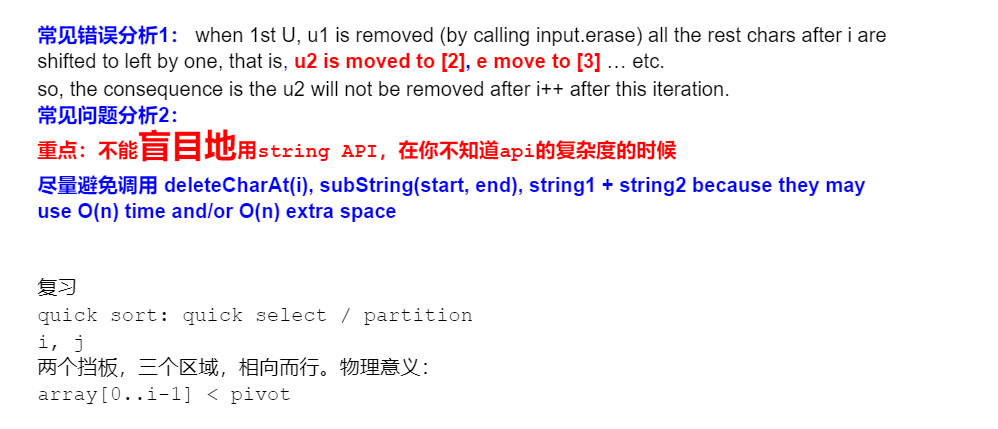 常见错误分析1： when 1st U, u1 is removed (by calling input.erase) all the rest chars after i are
shifted to left by one, that is, u2 is moved to [2], e move to [3] … etc.
so, the consequence is the u2 will not be removed after i++ after this iteration.
常见问题分析2：
重点：不能盲目地用string API，在你不知道api的复杂度的时候
尽量避免调用 deleteCharAt(i), subString(start, end), string1 + string2 because they may
use O(n) time and/or O(n) extra space
复习
quick sort: quick select / partition
i, j
两个挡板，三个区域，相向而行。物理意义：
array[0..i-1] < pivot